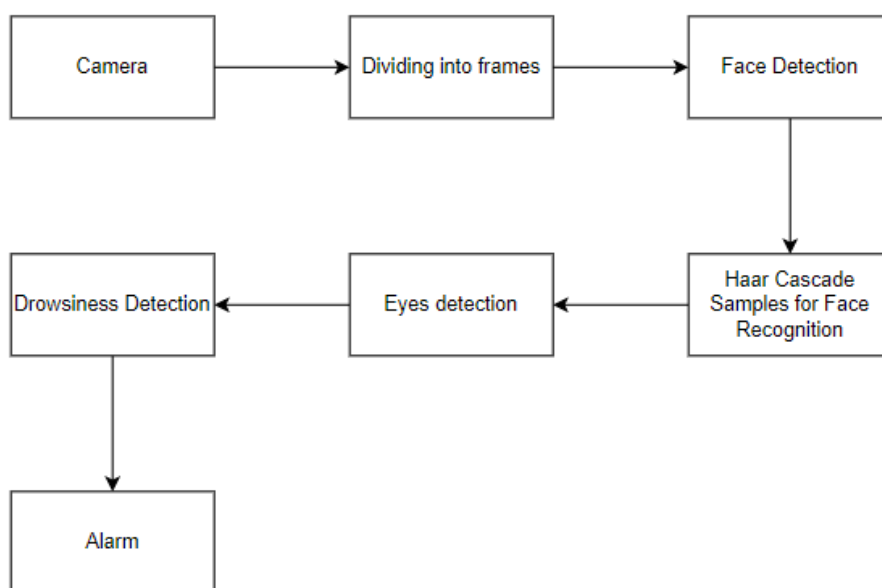 Camera
Dividing into frames
Face Detection
Haar Cascade
Samples for Face
Recognition
Eyes detection
Drowsiness Detection
Alarm